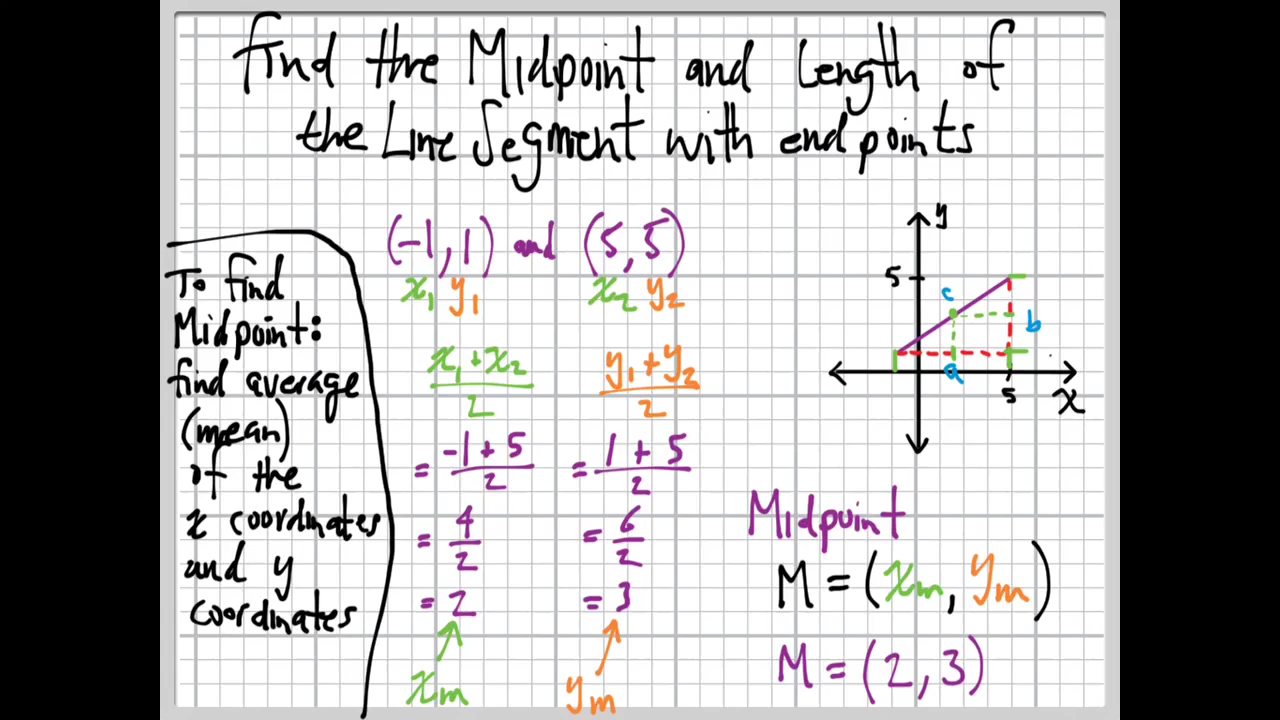 Find the Midpoint and Length of
the Line Segment with endpoints
(-1, 1) and (5, 5)
x₁ y₁ x₂ y₂
To find
Midpoint:
find average
(mean)
of the
x coordinates
and y
coordinates
x₁ + x₂ / 2
= -1 + 5 / 2
= 4 / 2
= 2
xm
y₁ + y₂ / 2
= 1 + 5 / 2
= 6 / 2
= 3
ym
y
5
c
b
a
5
x
Midpoint
M = (xm, ym)
M = (2, 3)